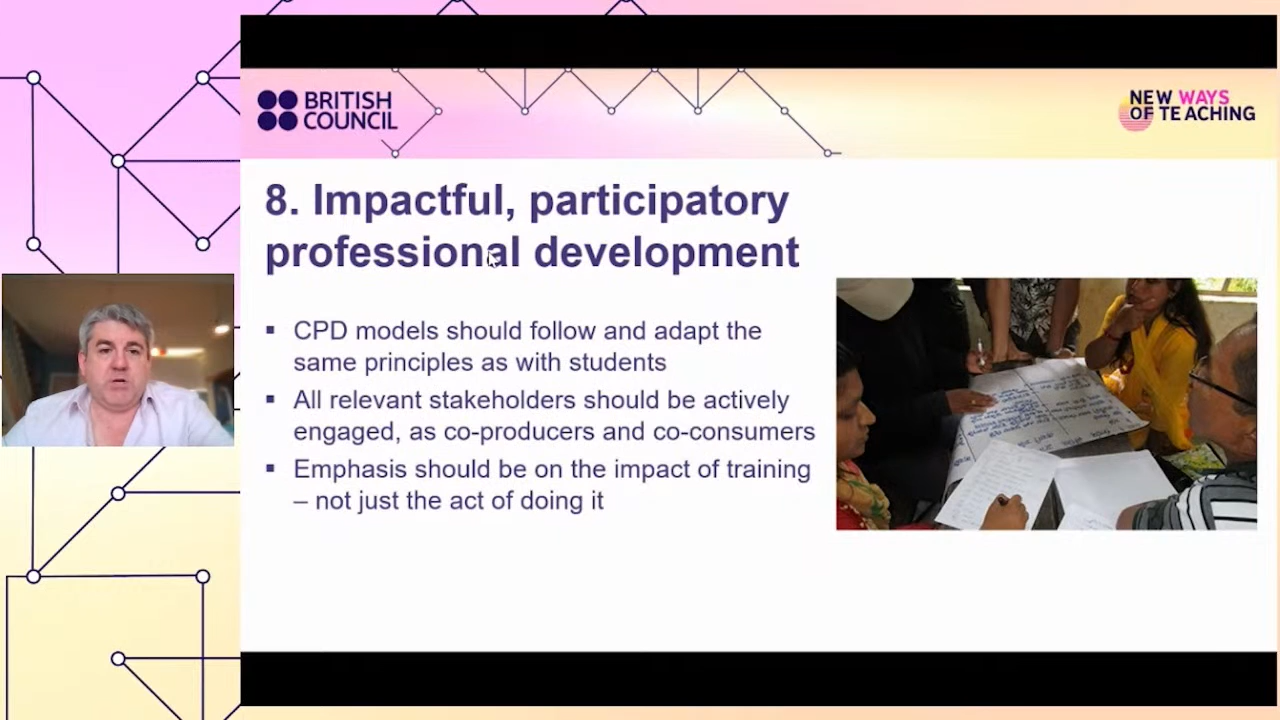 BRITISH
COUNCIL
NEW WAYS
OF TEACHING
8. Impactful, participatory
professional development
▪ CPD models should follow and adapt the
same principles as with students
▪ All relevant stakeholders should be actively
engaged, as co-producers and co-consumers
▪ Emphasis should be on the impact of training
– not just the act of doing it